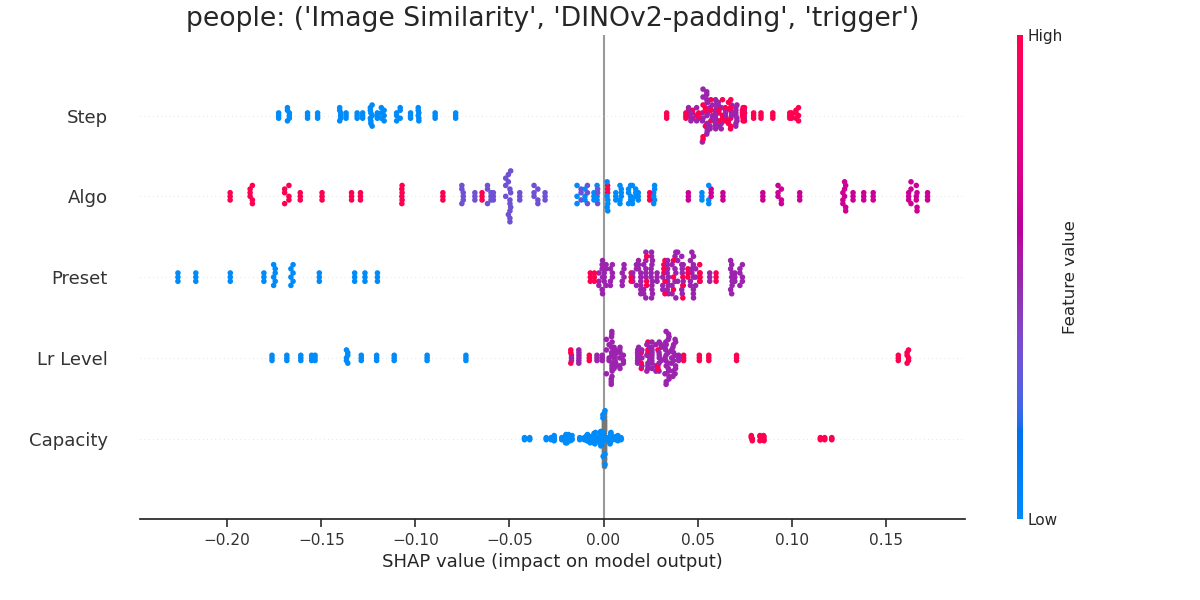 people: ('Image Similarity', 'DINOv2-padding', 'trigger')
High
Step
Algo
Preset
Lr Level
Capacity
Feature value
Low
−0.20 −0.15 −0.10 −0.05 0.00 0.05 0.10 0.15
SHAP value (impact on model output)